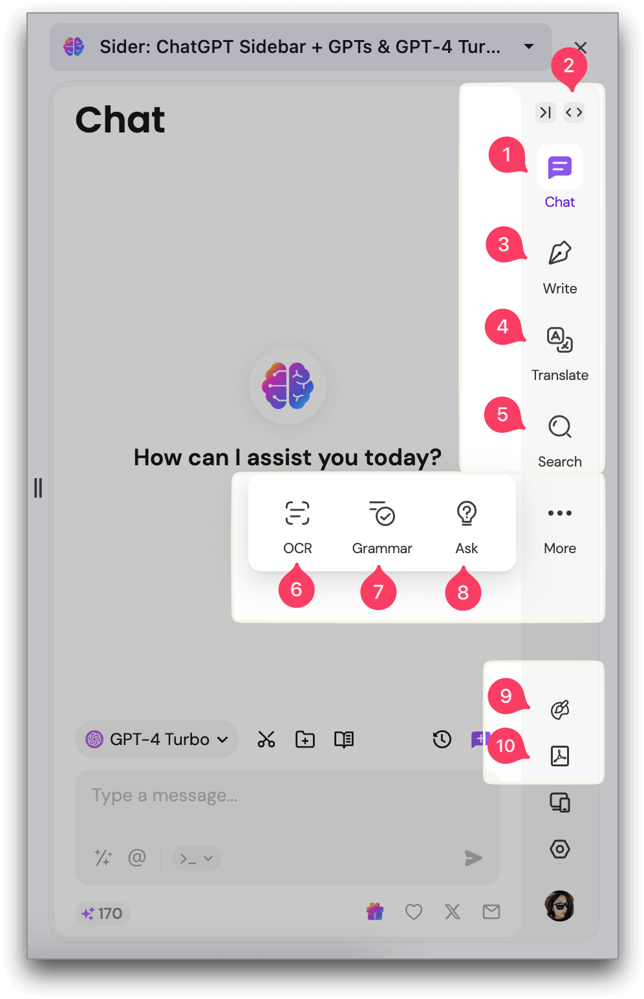 Sider: ChatGPT Sidebar + GPTs & GPT-4 Tur...
2
Chat
1
Chat
3
Write
4
Translate
5
Search
How can I assist you today?
OCR
Grammar
Ask
More
6
7
8
9
10
GPT-4 Turbo
Type a message...
@
>_
170